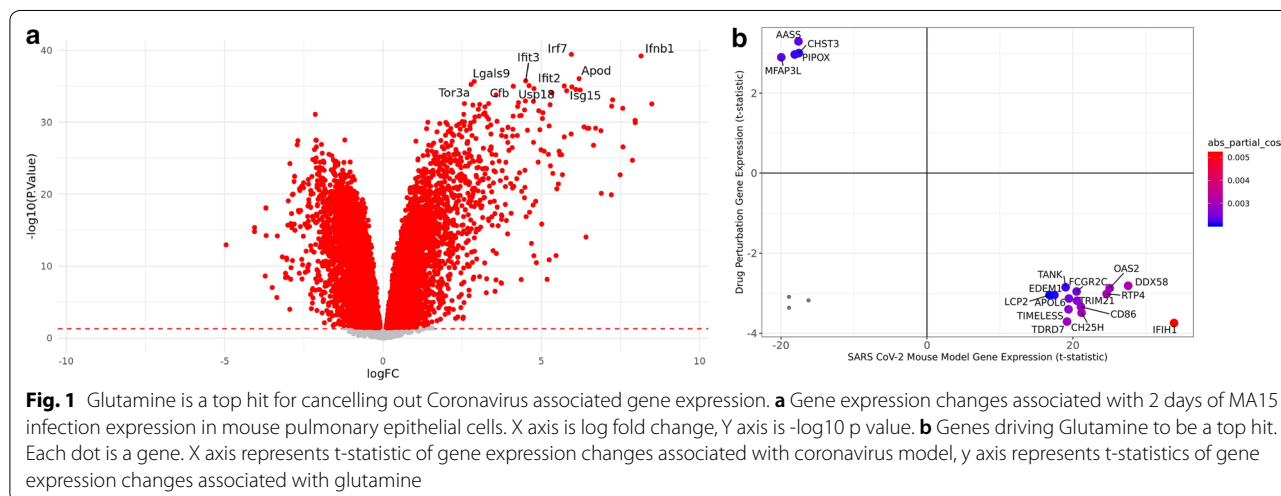 a
40
30
20
10
0
-log10(P.Value)
-10
-5
0
5
10
logFC
Irf7
Ifnb1
Ifit3
Lgals9
Ifit2
Apod
Tor3a
Cfb
Usp18
Isg15
b
AASS
CHST3
PIPOX
MFAP3L
2
0
-2
-4
Drug Perturbation Gene Expression (t-statistic)
-20
0
20
SARS CoV-2 Mouse Model Gene Expression (t-statistic)
TANK
FCGR2C
OAS2
EDEM1
DDX58
LCP2
APOL6
TRIM21
RTP4
TIMELESS
CD86
TDRD7
CH25H
IFIH1
abs_partial_cos
0.005
0.004
0.003
Fig. 1 Glutamine is a top hit for cancelling out Coronavirus associated gene expression. a Gene expression changes associated with 2 days of MA15
infection expression in mouse pulmonary epithelial cells. X axis is log fold change, Y axis is -log10 p value. b Genes driving Glutamine to be a top hit.
Each dot is a gene. X axis represents t-statistic of gene expression changes associated with coronavirus model, y axis represents t-statistics of gene
expression changes associated with glutamine